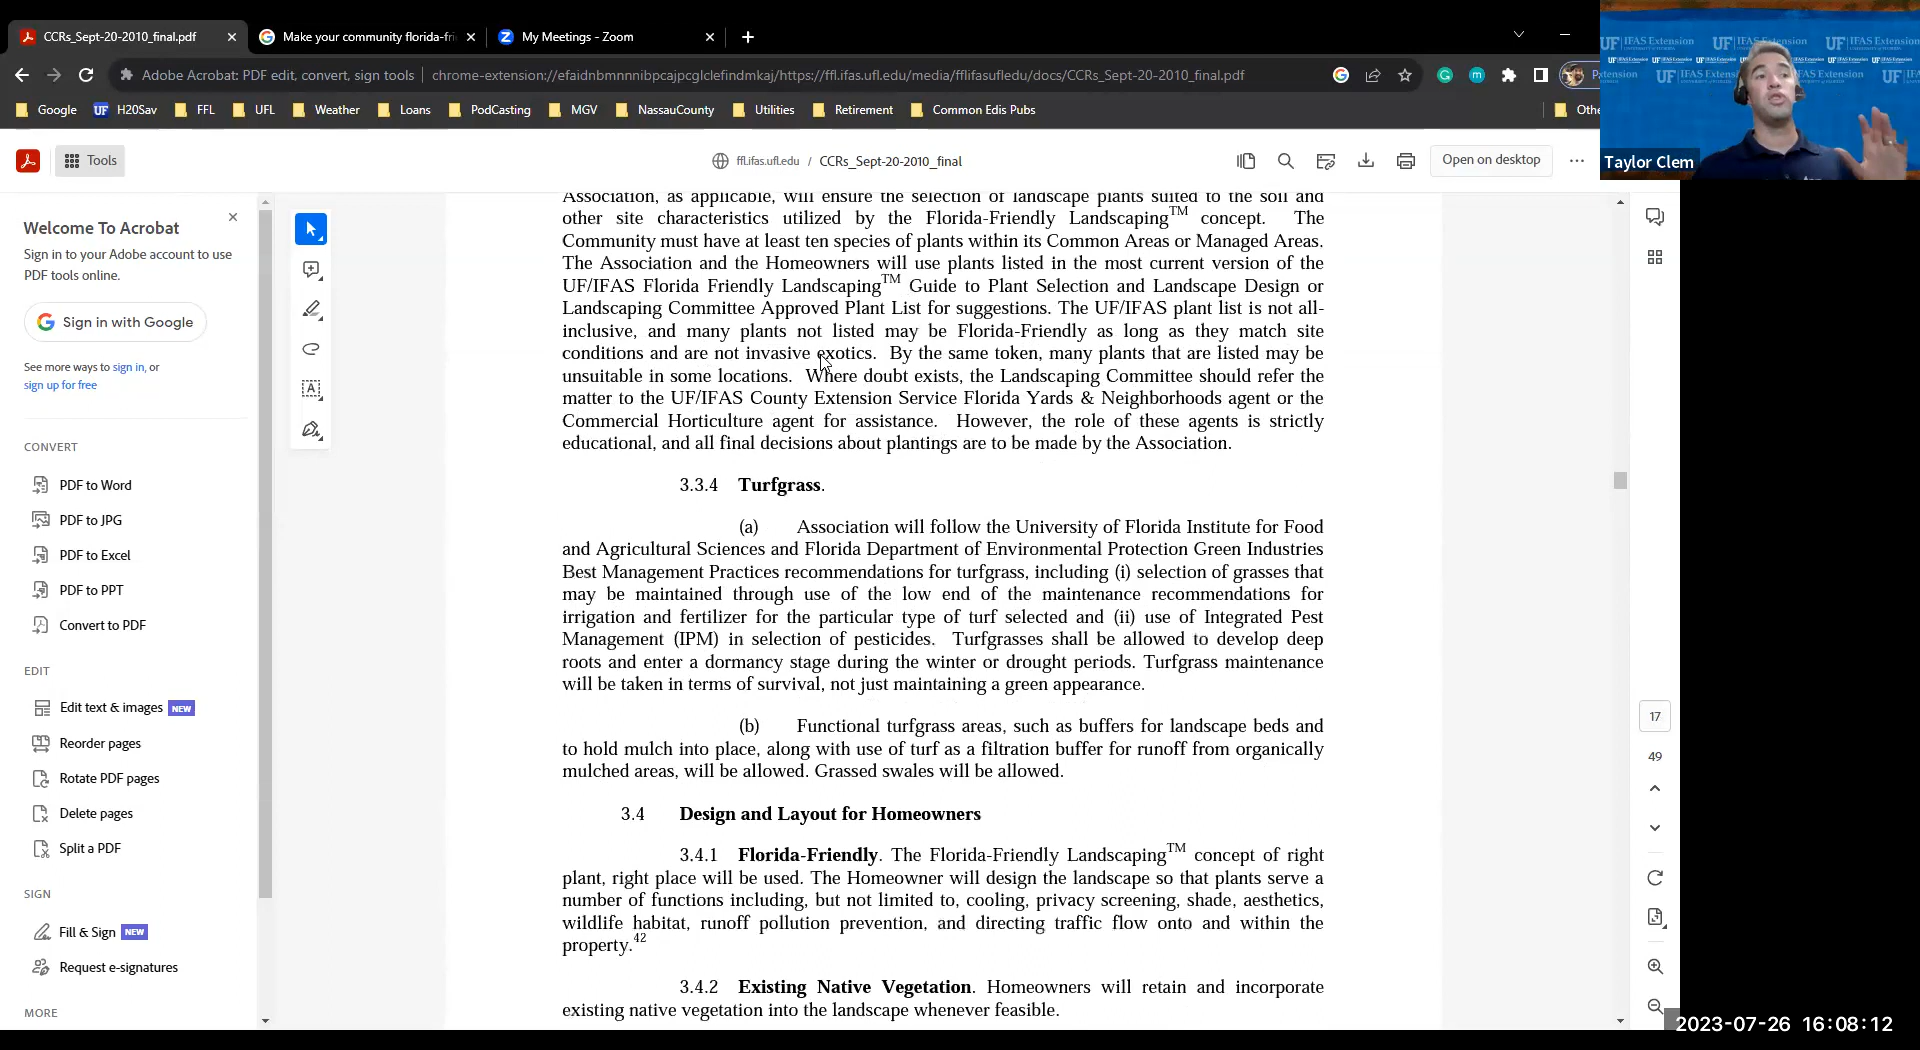 CCRs_Sept-20-2010_final.pdf
Make your community florida-fri
My Meetings - Zoom
Adobe Acrobat: PDF edit, convert, sign tools
chrome-extension://efaidnbmnnnibpcajpcglclefindmkaj/https://ffl.ifas.ufl.edu/media/fflifasufledu/docs/CCRs_Sept-20-2010_final.pdf
Google H20Sav FFL UFL Weather Loans PodCasting MGV NassauCounty Utilities Retirement Common Edis Pubs
UF IFAS Extension
Taylor Clem
Tools
ffl.ifas.ufl.edu / CCRs_Sept-20-2010_final
Open on desktop
Welcome To Acrobat
Sign in to your Adobe account to use
PDF tools online.
Sign in with Google
See more ways to sign in, or
sign up for free
CONVERT
PDF to Word
PDF to JPG
PDF to Excel
PDF to PPT
Convert to PDF
EDIT
Edit text & images NEW
Reorder pages
Rotate PDF pages
Delete pages
Split a PDF
SIGN
Fill & Sign NEW
Request e-signatures
MORE
Association, as applicable, will ensure the selection of landscape plants suited to the soil and
other site characteristics utilized by the Florida-Friendly Landscaping™ concept. The
Community must have at least ten species of plants within its Common Areas or Managed Areas.
The Association and the Homeowners will use plants listed in the most current version of the
UF/IFAS Florida Friendly Landscaping™ Guide to Plant Selection and Landscape Design or
Landscaping Committee Approved Plant List for suggestions. The UF/IFAS plant list is not all-
inclusive, and many plants not listed may be Florida-Friendly as long as they match site
conditions and are not invasive exotics. By the same token, many plants that are listed may be
unsuitable in some locations. Where doubt exists, the Landscaping Committee should refer the
matter to the UF/IFAS County Extension Service Florida Yards & Neighborhoods agent or the
Commercial Horticulture agent for assistance. However, the role of these agents is strictly
educational, and all final decisions about plantings are to be made by the Association.
3.3.4 Turfgrass.
(a) Association will follow the University of Florida Institute for Food
and Agricultural Sciences and Florida Department of Environmental Protection Green Industries
Best Management Practices recommendations for turfgrass, including (i) selection of grasses that
may be maintained through use of the low end of the maintenance recommendations for
irrigation and fertilizer for the particular type of turf selected and (ii) use of Integrated Pest
Management (IPM) in selection of pesticides. Turfgrasses shall be allowed to develop deep
roots and enter a dormancy stage during the winter or drought periods. Turfgrass maintenance
will be taken in terms of survival, not just maintaining a green appearance.
(b) Functional turfgrass areas, such as buffers for landscape beds and
to hold mulch into place, along with use of turf as a filtration buffer for runoff from organically
mulched areas, will be allowed. Grassed swales will be allowed.
3.4 Design and Layout for Homeowners
3.4.1 Florida-Friendly. The Florida-Friendly Landscaping™ concept of right
plant, right place will be used. The Homeowner will design the landscape so that plants serve a
number of functions including, but not limited to, cooling, privacy screening, shade, aesthetics,
wildlife habitat, runoff pollution prevention, and directing traffic flow onto and within the
property.42
3.4.2 Existing Native Vegetation. Homeowners will retain and incorporate
existing native vegetation into the landscape whenever feasible.
17
49
2023-07-26 16:08:12